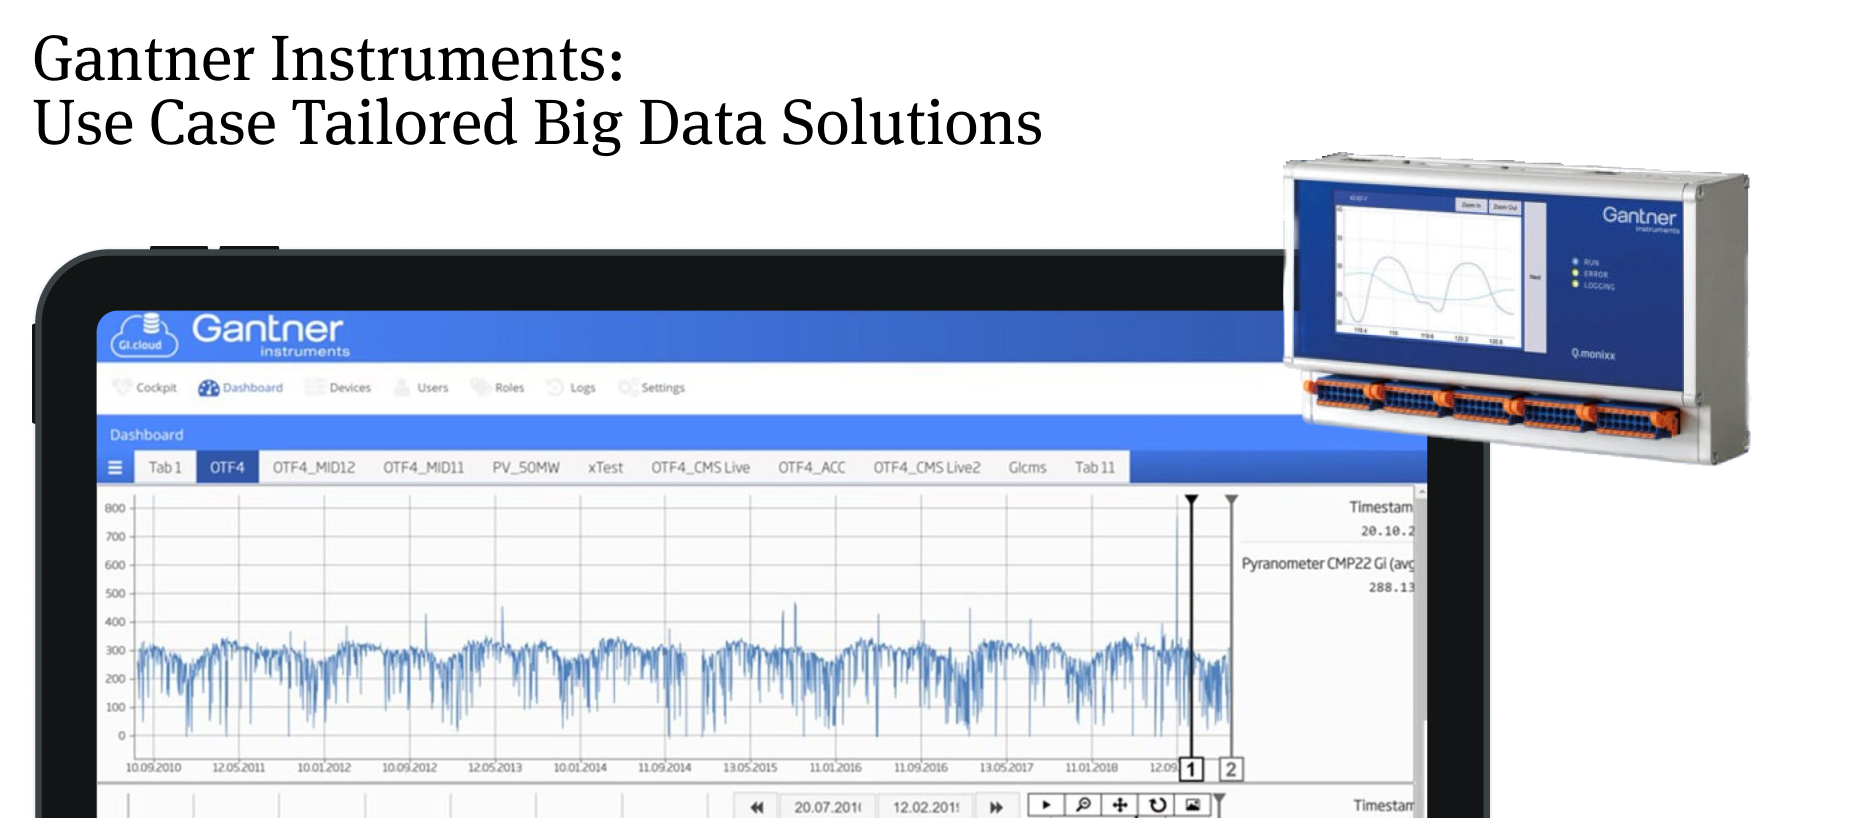 Gantner Instruments:
Use Case Tailored Big Data Solutions
Zoom In Zoom Out
Gantner
instruments
Next
RUN
ERROR
LOGGING
Q.monixx
GI.cloud
Gantner
instruments
Cockpit Dashboard Devices Users Roles Logs Settings
Dashboard
Tab 1 OTF4 OTF4_MID12 OTF4_MID11 PV_50MW xTest OTF4_CMS Live OTF4_ACC OTF4_CMS Live2 GIcms Tab 11
800
700
600
500
400
300
200
100
0
Timestam
20.10.2
Pyranometer CMP22 Gi (avg
288.13
10.09.2010 12.05.2011 10.01.2012 10.09.2012 12.05.2013 10.01.2014 11.09.2014 13.05.2015 11.01.2016 11.09.2016 13.05.2017 11.01.2018 12.09. 1 2
20.07.201 12.02.201
Timestam